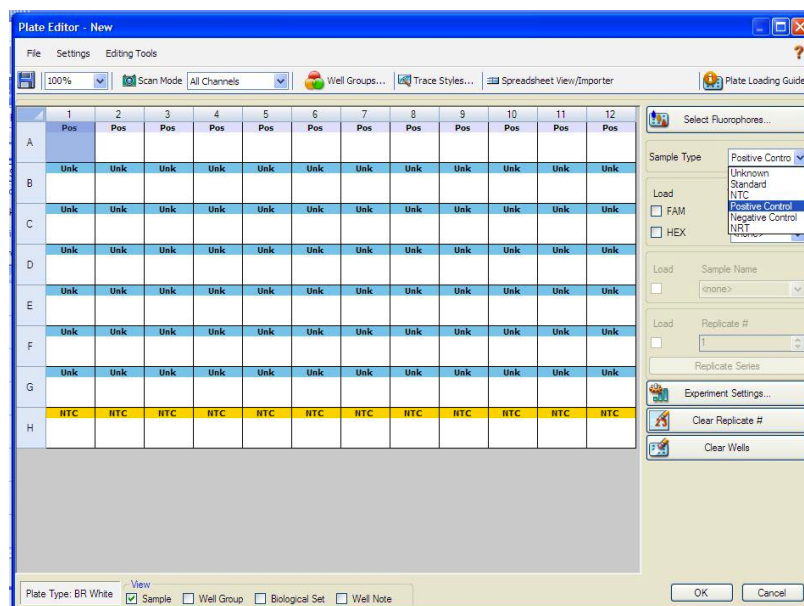 Plate Editor - New
File Settings Editing Tools ?
100% Scan Mode All Channels Well Groups... Trace Styles... Spreadsheet View/Importer Plate Loading Guide
1 2 3 4 5 6 7 8 9 10 11 12
A Pos Pos Pos Pos Pos Pos Pos Pos Pos Pos Pos Pos
B Unk Unk Unk Unk Unk Unk Unk Unk Unk Unk Unk Unk
C Unk Unk Unk Unk Unk Unk Unk Unk Unk Unk Unk Unk
D Unk Unk Unk Unk Unk Unk Unk Unk Unk Unk Unk Unk
E Unk Unk Unk Unk Unk Unk Unk Unk Unk Unk Unk Unk
F Unk Unk Unk Unk Unk Unk Unk Unk Unk Unk Unk Unk
G Unk Unk Unk Unk Unk Unk Unk Unk Unk Unk Unk Unk
H NTC NTC NTC NTC NTC NTC NTC NTC NTC NTC NTC NTC
Select Fluorophores...
Sample Type Positive Contro
Unknown
Standard
NTC
Positive Control
Negative Control
NRT
Load
FAM
HEX <none>
Load Sample Name
<none>
Load Replicate #
1
Replicate Series
Experiment Settings...
Clear Replicate #
Clear Wells
Plate Type: BR White
View
Sample Well Group Biological Set Well Note
OK Cancel